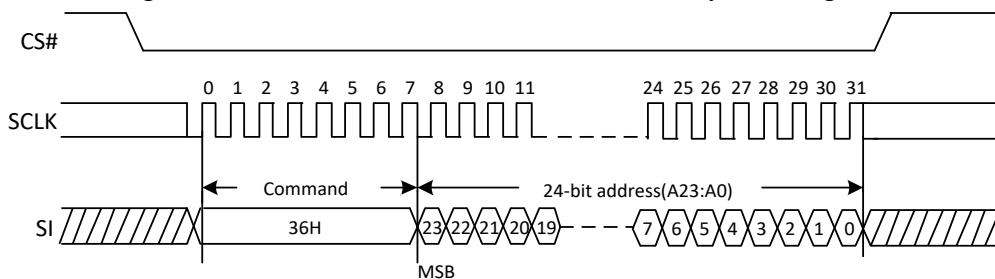 CS#
0 1 2 3 4 5 6 7 8 9 10 11 24 25 26 27 28 29 30 31
SCLK
Command 24-bit address(A23:A0)
SI 36H 23 22 21 20 19 7 6 5 4 3 2 1 0
MSB